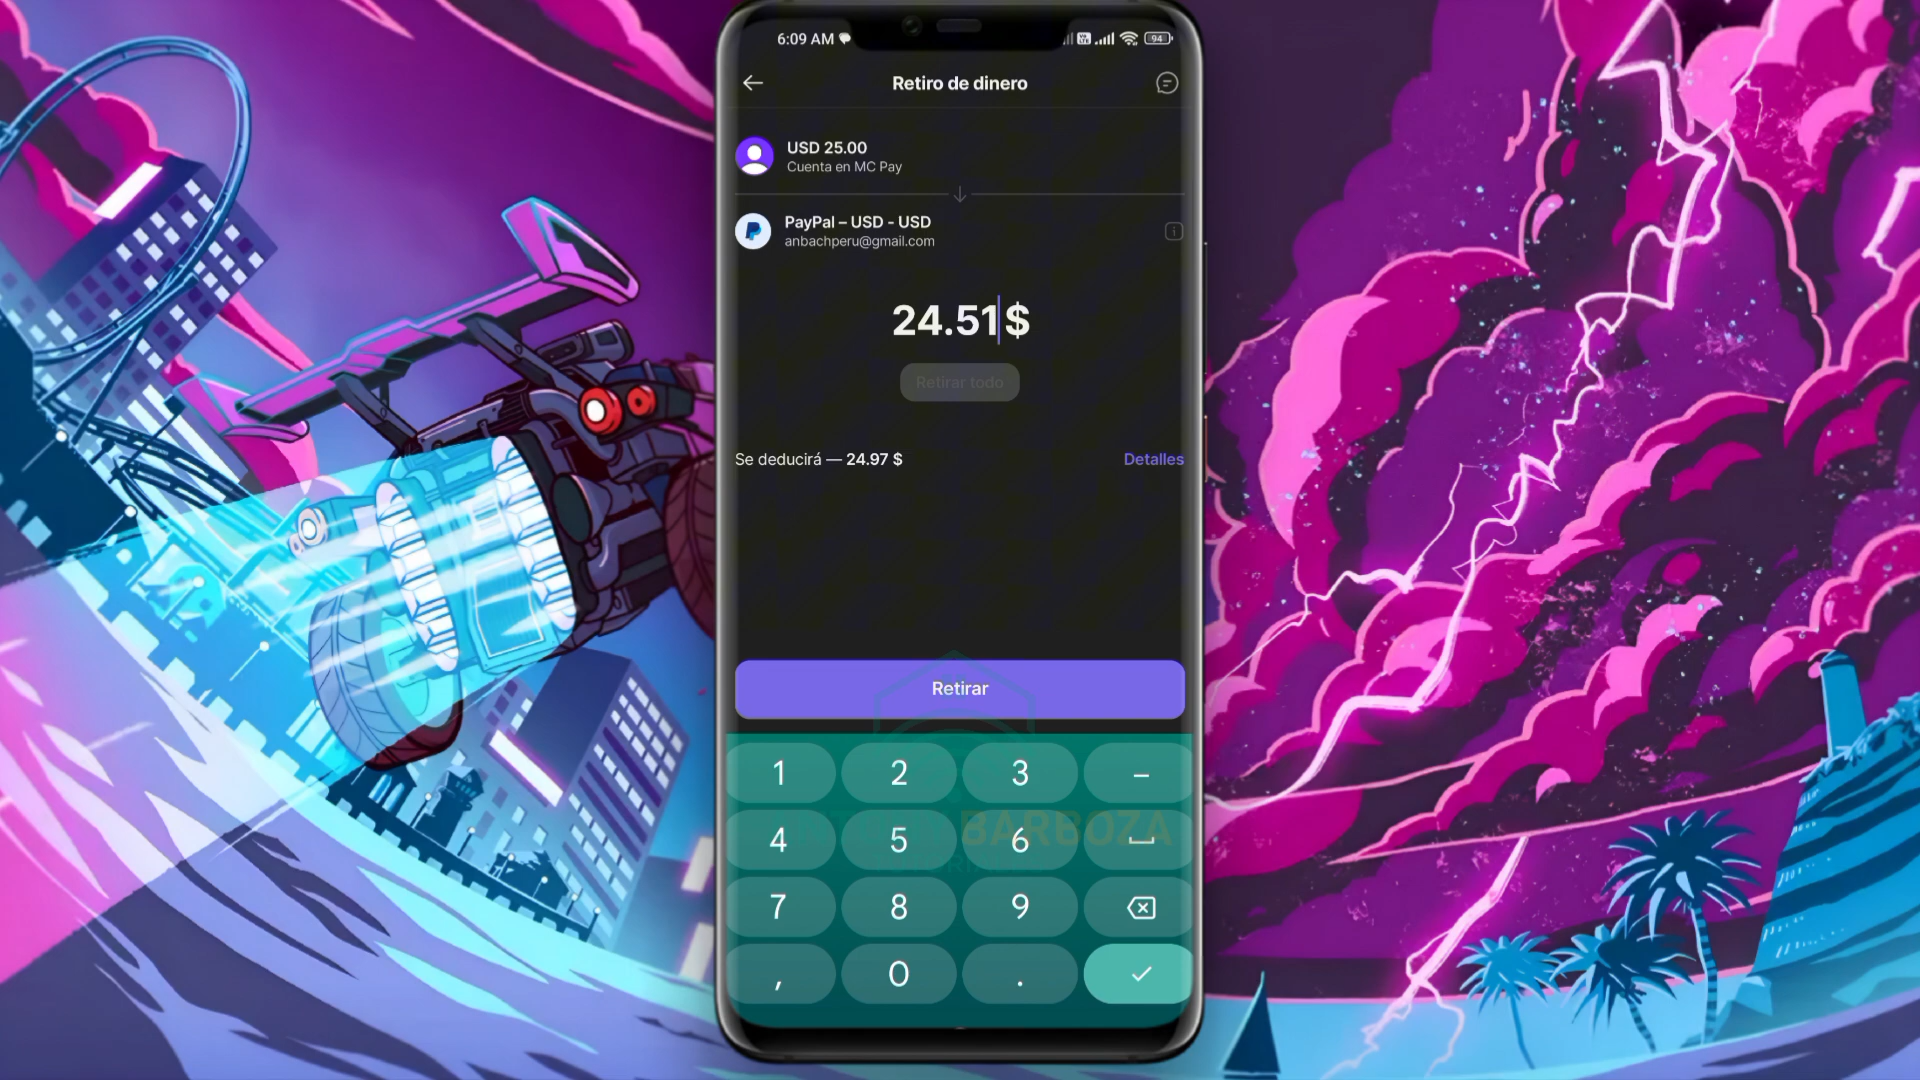 6:09 AM
94
Retiro de dinero
USD 25.00
Cuenta en MC Pay
PayPal – USD - USD
anbachperu@gmail.com
24.51 $
Retirar todo
Se deducirá — 24.97 $
Detalles
Retirar
1 2 3 –
4 5 6
BARBOZA
7 8 9
, 0 .